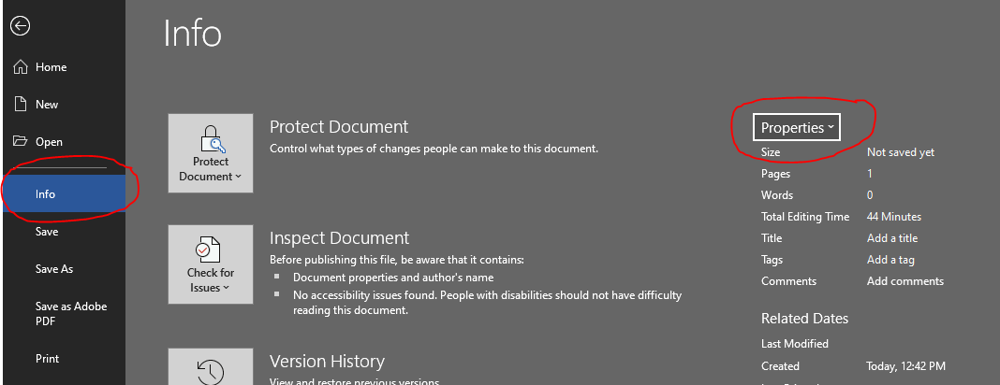 Info
Home
New
Open
Info
Save
Save As
Save as Adobe
PDF
Print
Protect
Document
Protect Document
Control what types of changes people can make to this document.
Check for
Issues
Inspect Document
Before publishing this file, be aware that it contains:
Document properties and author's name
No accessibility issues found. People with disabilities should not have difficulty
reading this document.
Version History
View and restore previous versions.
Properties
Size Not saved yet
Pages 1
Words 0
Total Editing Time 44 Minutes
Title Add a title
Tags Add a tag
Comments Add comments
Related Dates
Last Modified
Created Today, 12:42 PM